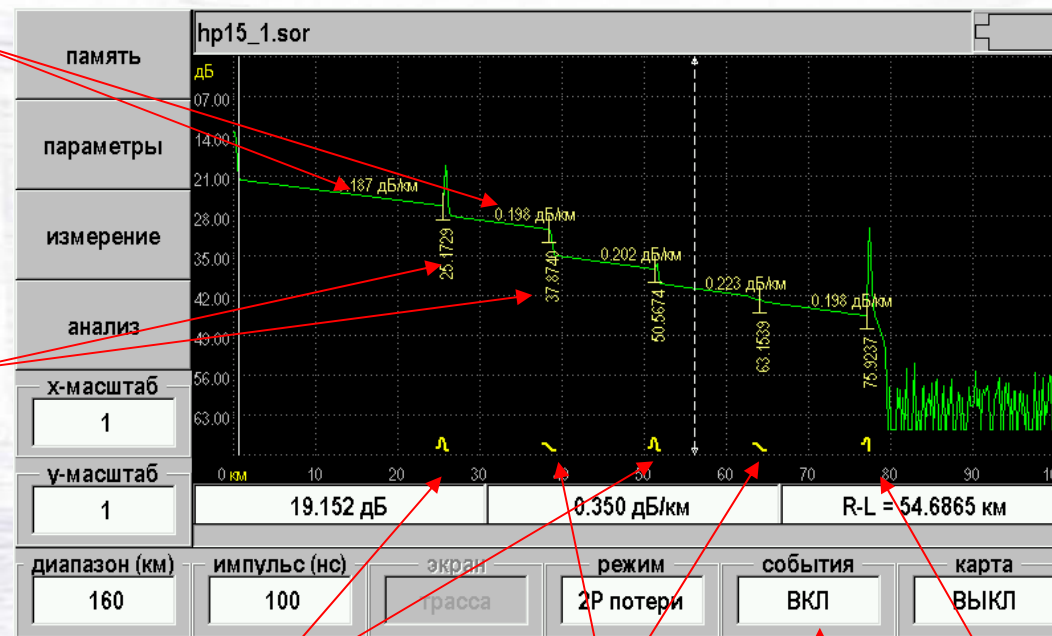 память
hp15_1.sor
дБ
07.00
14.00
параметры
21.00
.187 дБ/км
28.00
0.198 дБ/км
измерение
25.1729
35.00
37.8740
0.202 дБ/км
50.5674
0.223 дБ/км
42.00
63.1539
0.198 дБ/км
75.9237
анализ
49.00
56.00
x-масштаб
1
63.00
y-масштаб
1
0 км
10
20
30
40
50
60
70
80
90
19.152 дБ
0.350 дБ/км
R-L = 54.6865 км
диапазон (км)
импульс (нс)
экран
режим
события
карта
160
100
трасса
2Р потери
ВКЛ
ВЫКЛ